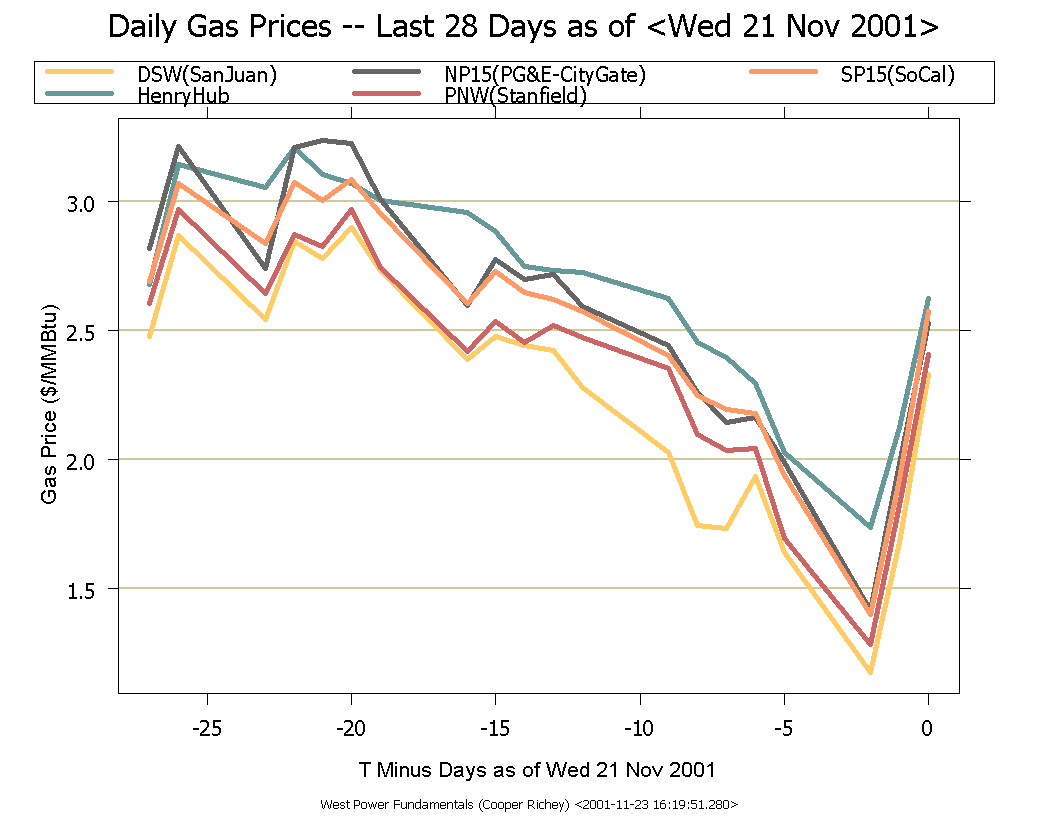 Daily Gas Prices -- Last 28 Days as of <Wed 21 Nov 2001>
DSW(SanJuan) NP15(PG&E-CityGate) SP15(SoCal)
HenryHub PNW(Stanfield)
3.0
2.5
2.0
1.5
Gas Price ($/MMBtu)
-25 -20 -15 -10 -5 0
T Minus Days as of Wed 21 Nov 2001
West Power Fundamentals (Cooper Richey) <2001-11-23 16:19:51.280>